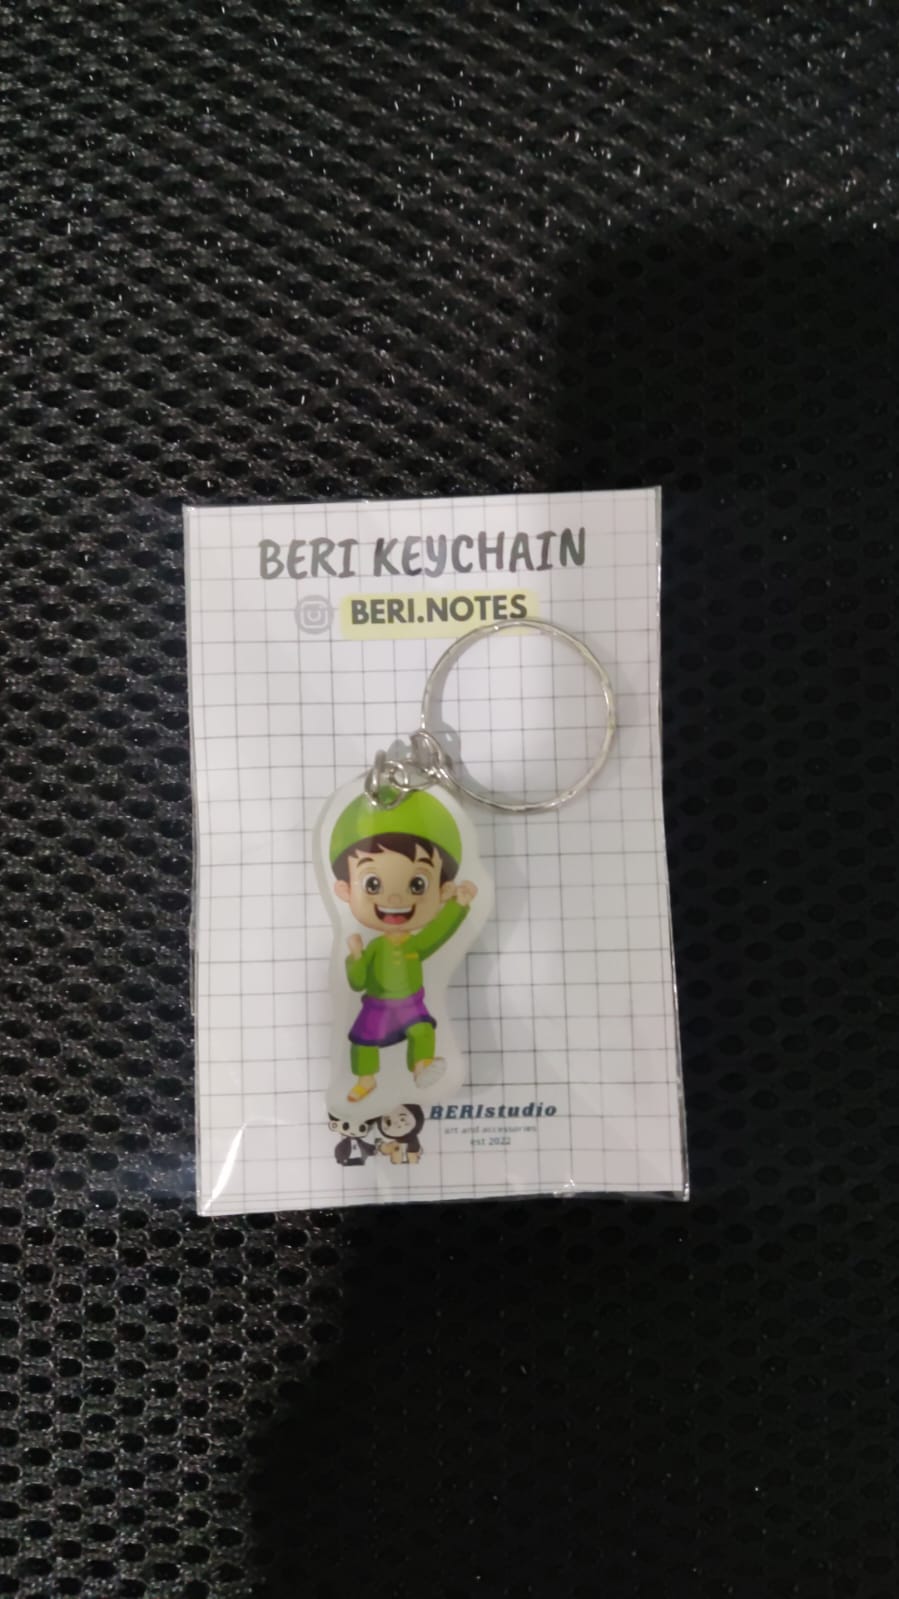 BERI KEYCHAIN
BERI.NOTES
BERIstudio
art and accessories
est 2022